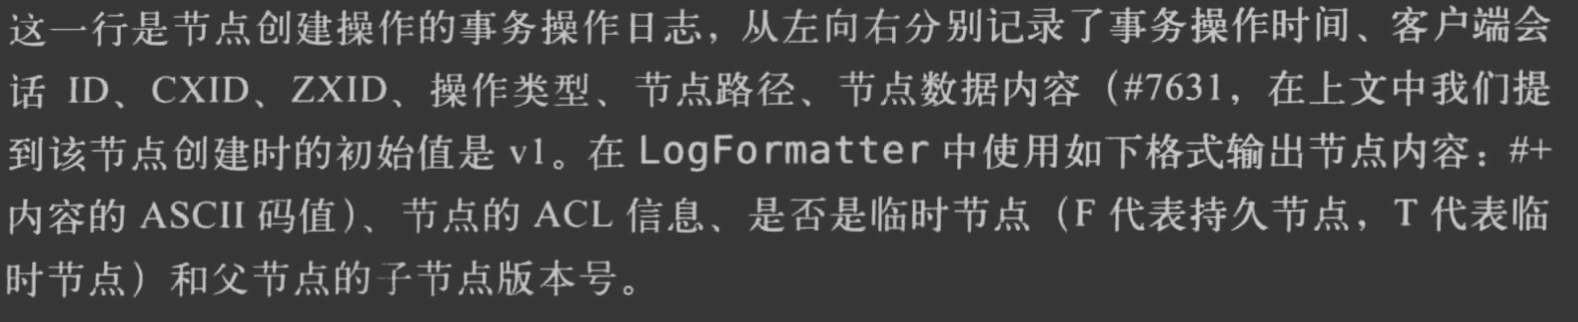 这一行是节点创建操作的事务操作日志，从左向右分别记录了事务操作时间、客户端会
话 ID、CXID、ZXID、操作类型、节点路径、节点数据内容（#7631，在上文中我们提
到该节点创建时的初始值是 v1。在 LogFormatter 中使用如下格式输出节点内容：#+
内容的 ASCII 码值）、节点的 ACL 信息、是否是临时节点（F 代表持久节点，T 代表临
时节点）和父节点的子节点版本号。